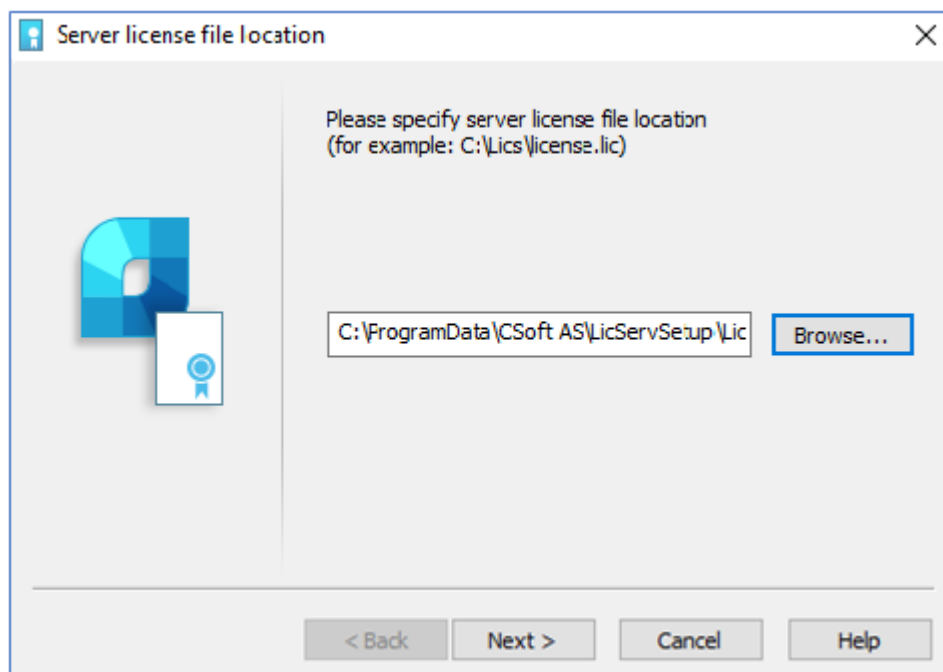 Server license file location
Please specify server license file location
(for example: C:\Lics\license.lic)
C:\ProgramData\CSoft AS\LicServSetup\Lic
Browse...
< Back
Next >
Cancel
Help